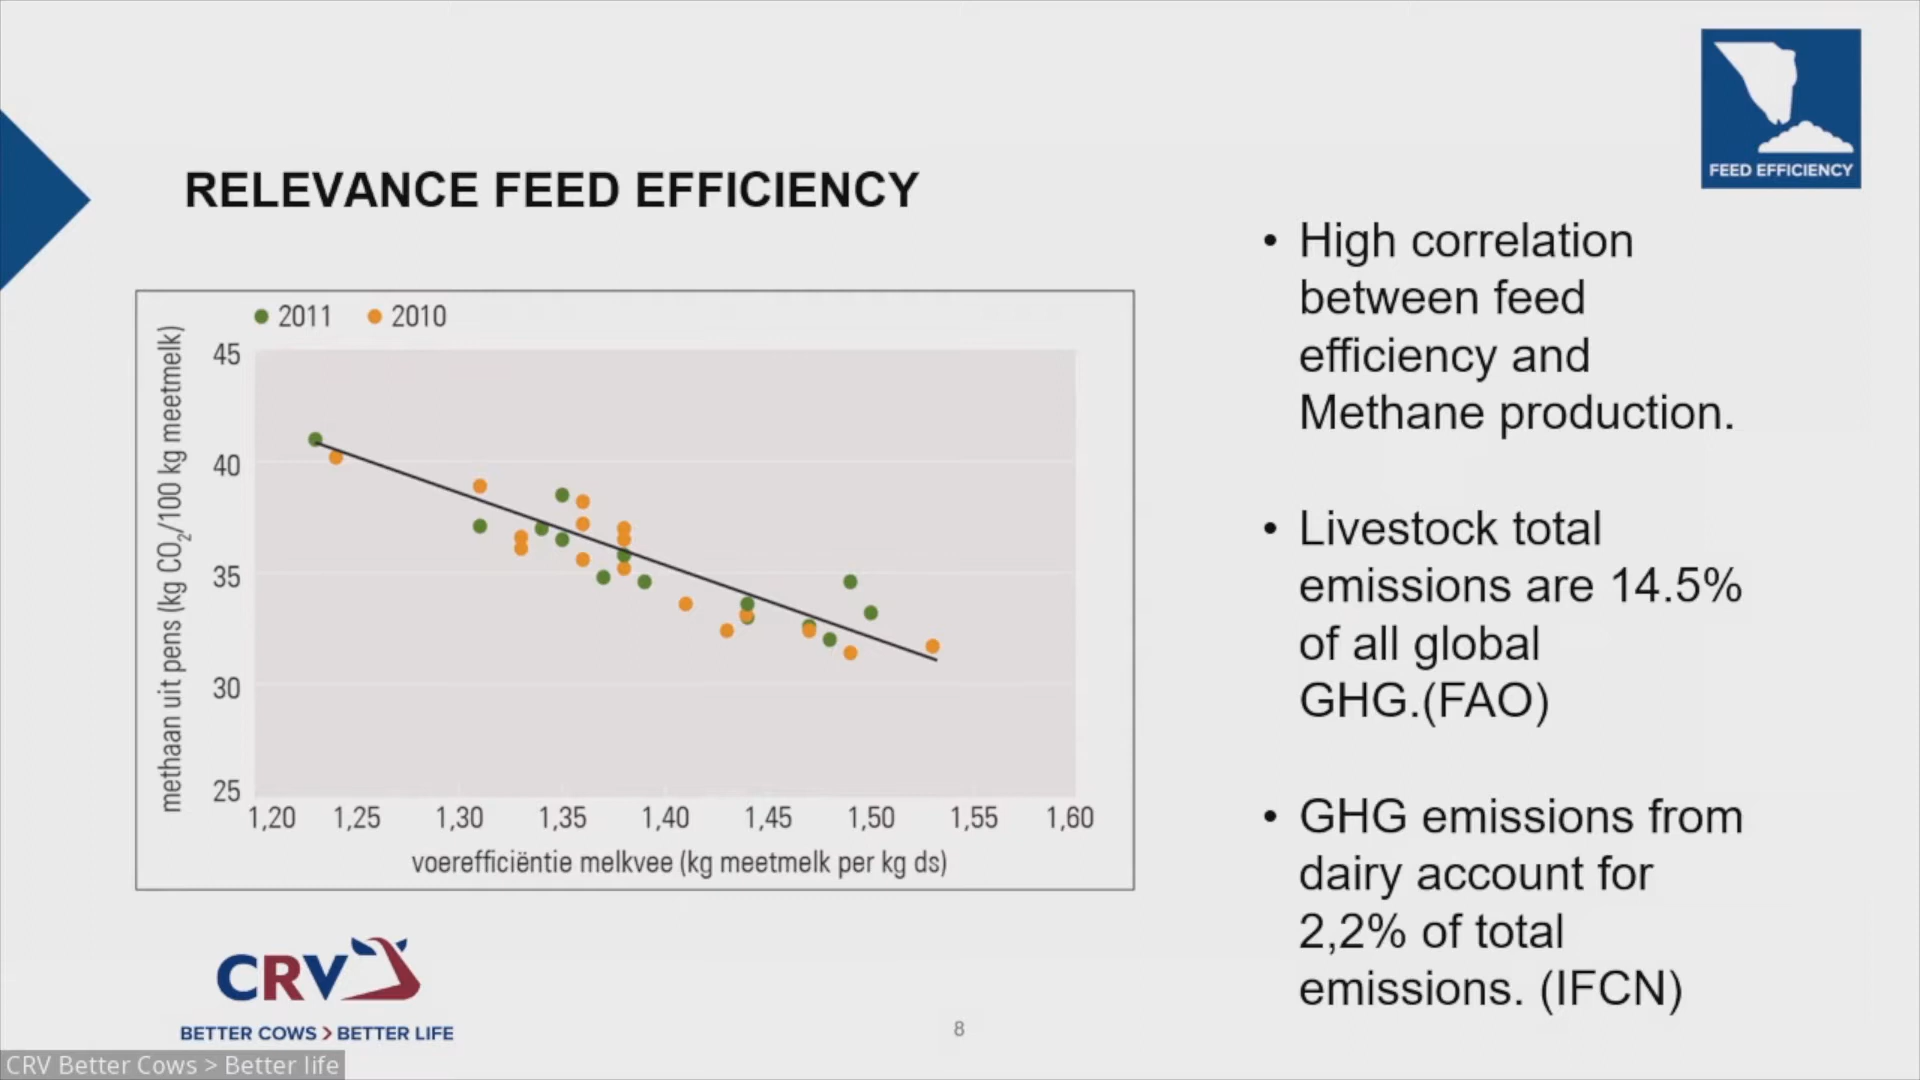 FEED EFFICIENCY
RELEVANCE FEED EFFICIENCY
2011 2010
methaan uit pens (kg CO2/100 kg meetmelk)
45
40
35
30
25
1,20 1,25 1,30 1,35 1,40 1,45 1,50 1,55 1,60
voerefficiëntie melkvee (kg meetmelk per kg ds)
• High correlation
between feed
efficiency and
Methane production.
• Livestock total
emissions are 14.5%
of all global
GHG.(FAO)
• GHG emissions from
dairy account for
2,2% of total
emissions. (IFCN)
CRV
BETTER COWS > BETTER LIFE
8
CRV Better Cows > Better life